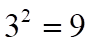 3² = 9